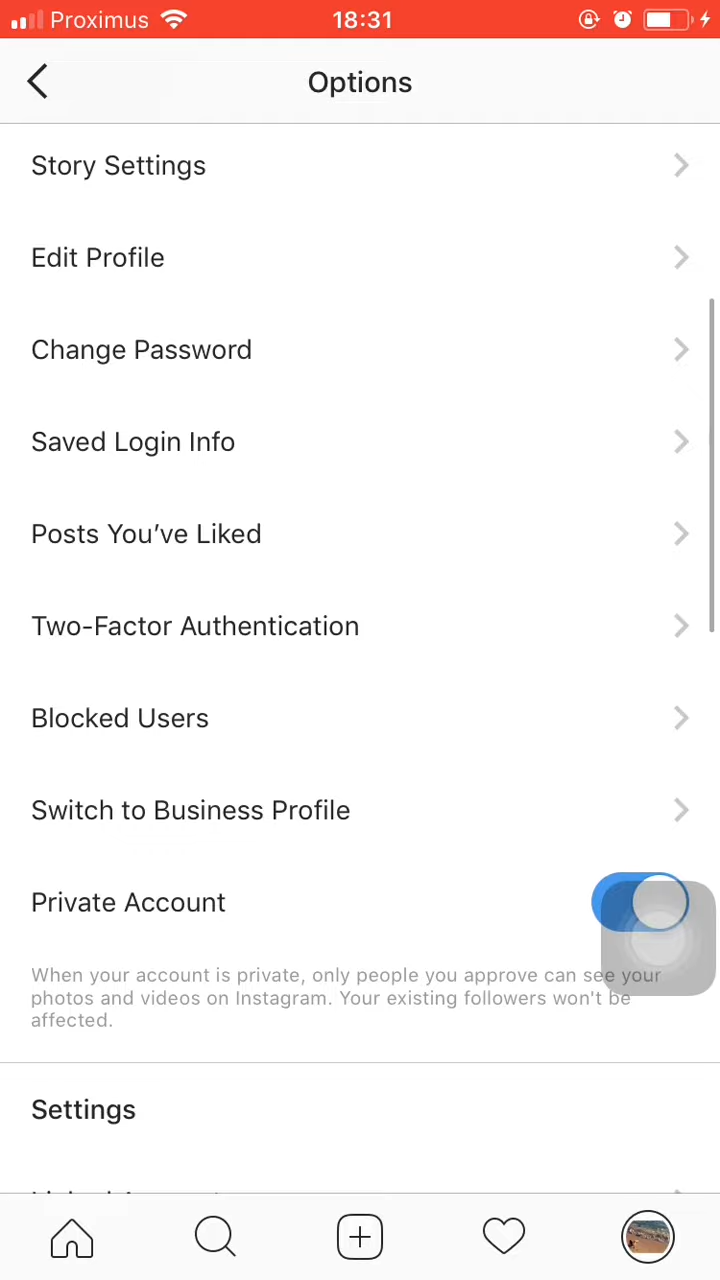 Proximus 18:31
Options
Story Settings
Edit Profile
Change Password
Saved Login Info
Posts You’ve Liked
Two-Factor Authentication
Blocked Users
Switch to Business Profile
Private Account
When your account is private, only people you approve can see your
photos and videos on Instagram. Your existing followers won't be
affected.
Settings